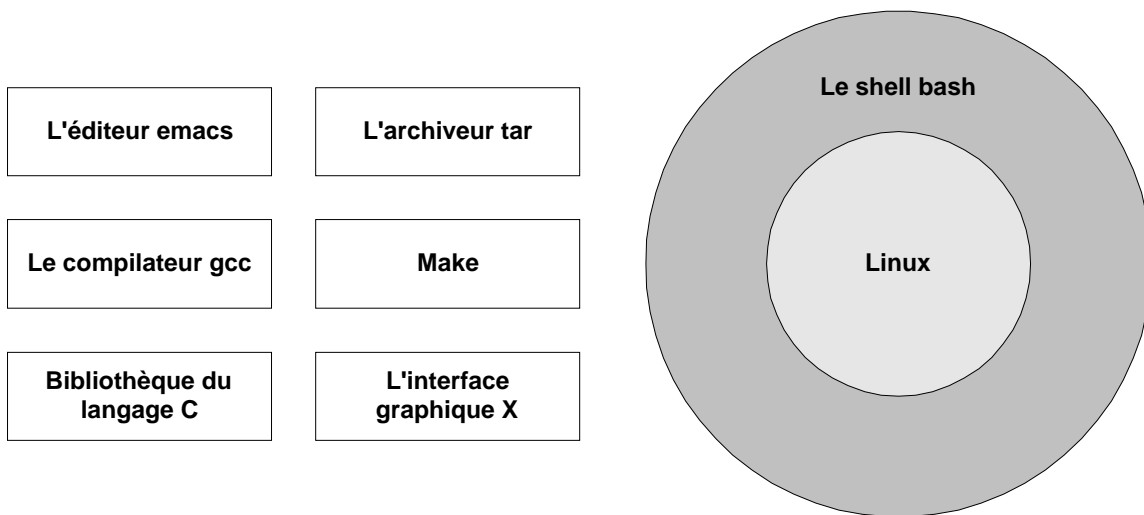 L'éditeur emacs
L'archiveur tar
Le shell bash
Le compilateur gcc
Make
Linux
Bibliothèque du
langage C
L'interface
graphique X